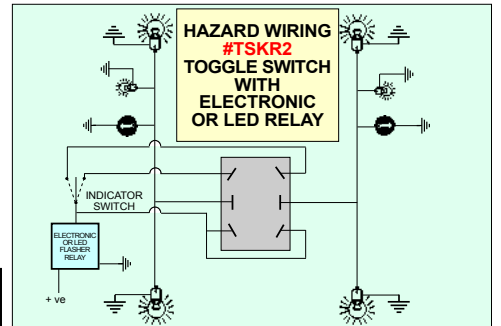 HAZARD WIRING
#TSKR2
TOGGLE SWITCH
WITH
ELECTRONIC
OR LED RELAY
INDICATOR
SWITCH
ELECTRONIC
OR LED
FLASHER
RELAY
+ ve